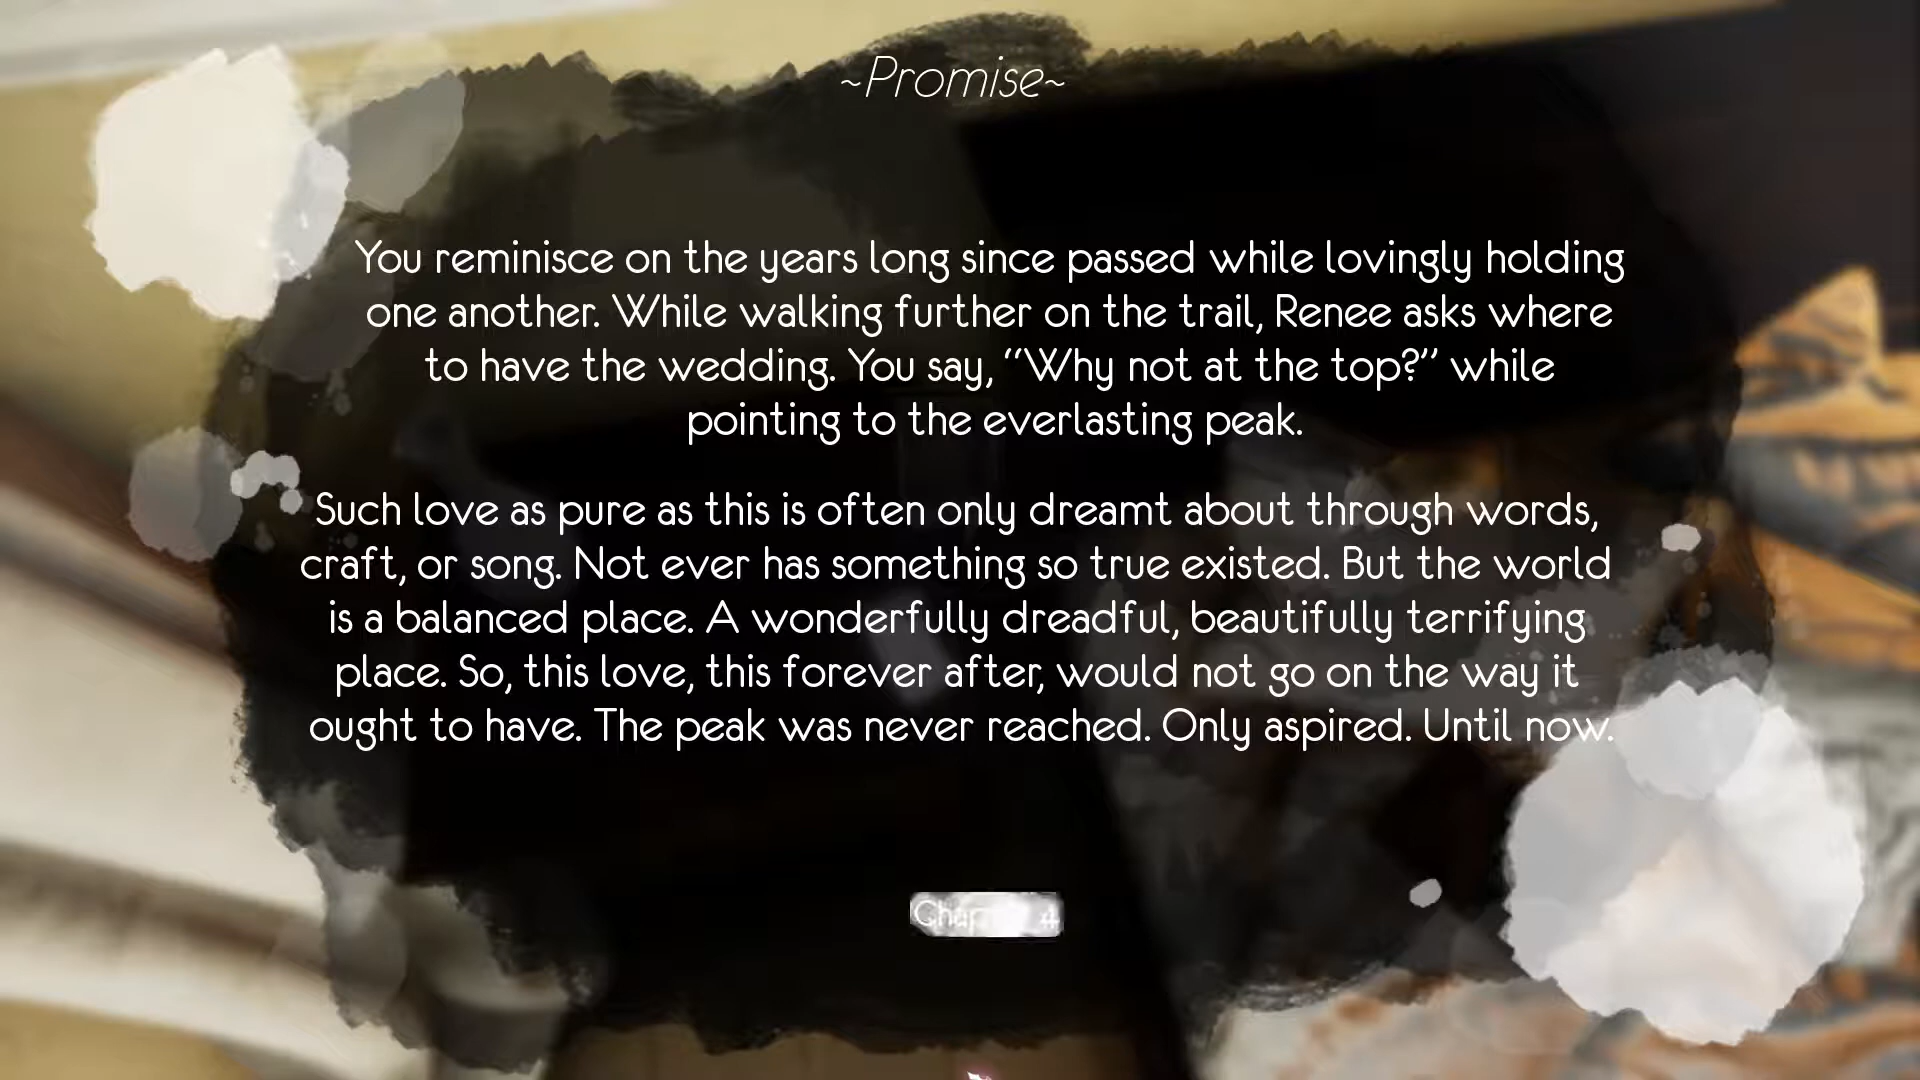 ~Promise~
You reminisce on the years long since passed while lovingly holding
one another. While walking further on the trail, Renee asks where
to have the wedding. You say, “Why not at the top?” while
pointing to the everlasting peak.
Such love as pure as this is often only dreamt about through words,
craft, or song. Not ever has something so true existed. But the world
is a balanced place. A wonderfully dreadful, beautifully terrifying
place. So, this love, this forever after, would not go on the way it
ought to have. The peak was never reached. Only aspired. Until now.
4